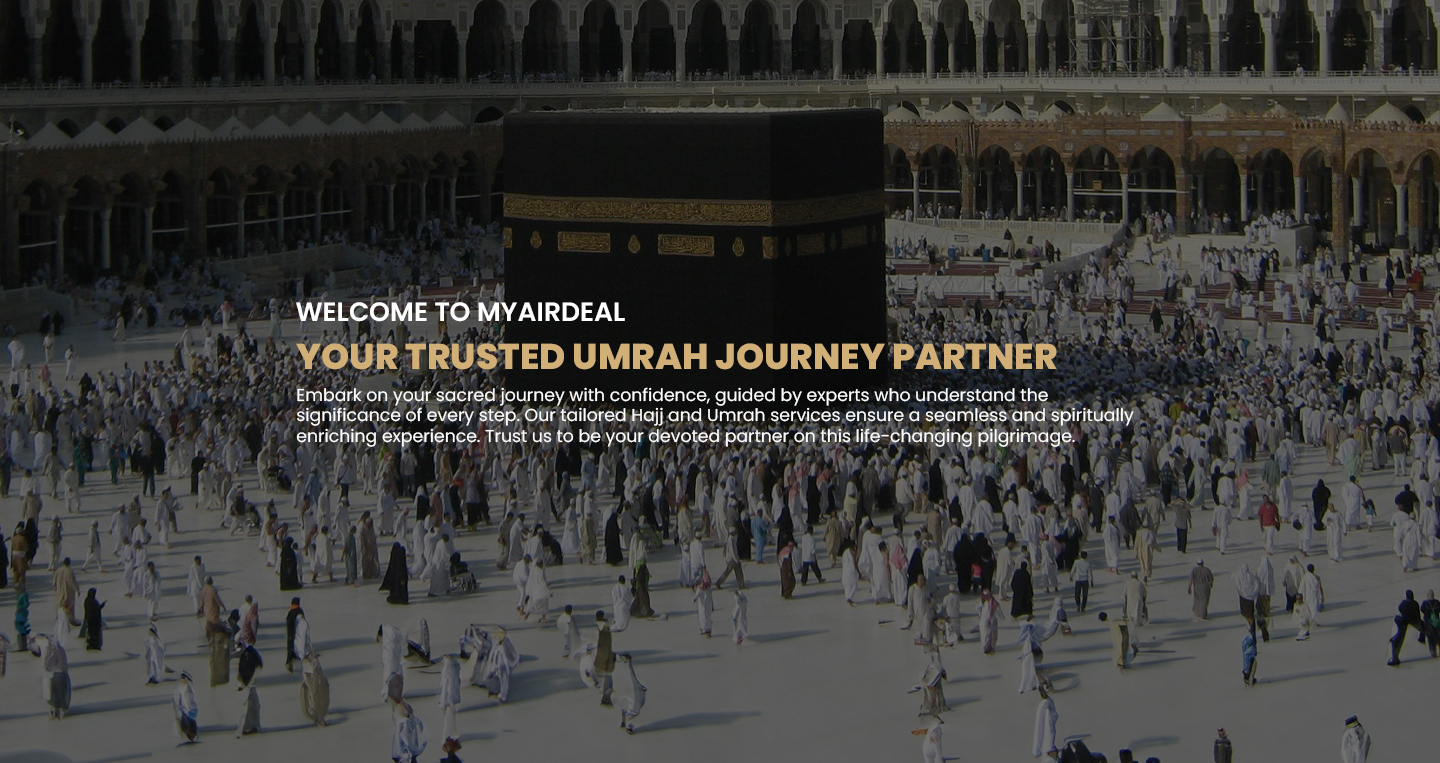 WELCOME TO MYAIRDEAL
YOUR TRUSTED UMRAH JOURNEY PARTNER
Embark on your sacred journey with confidence, guided by experts who understand the
significance of every step. Our tailored Hajj and Umrah services ensure a seamless and spiritually
enriching experience. Trust us to be your devoted partner on this life-changing pilgrimage.